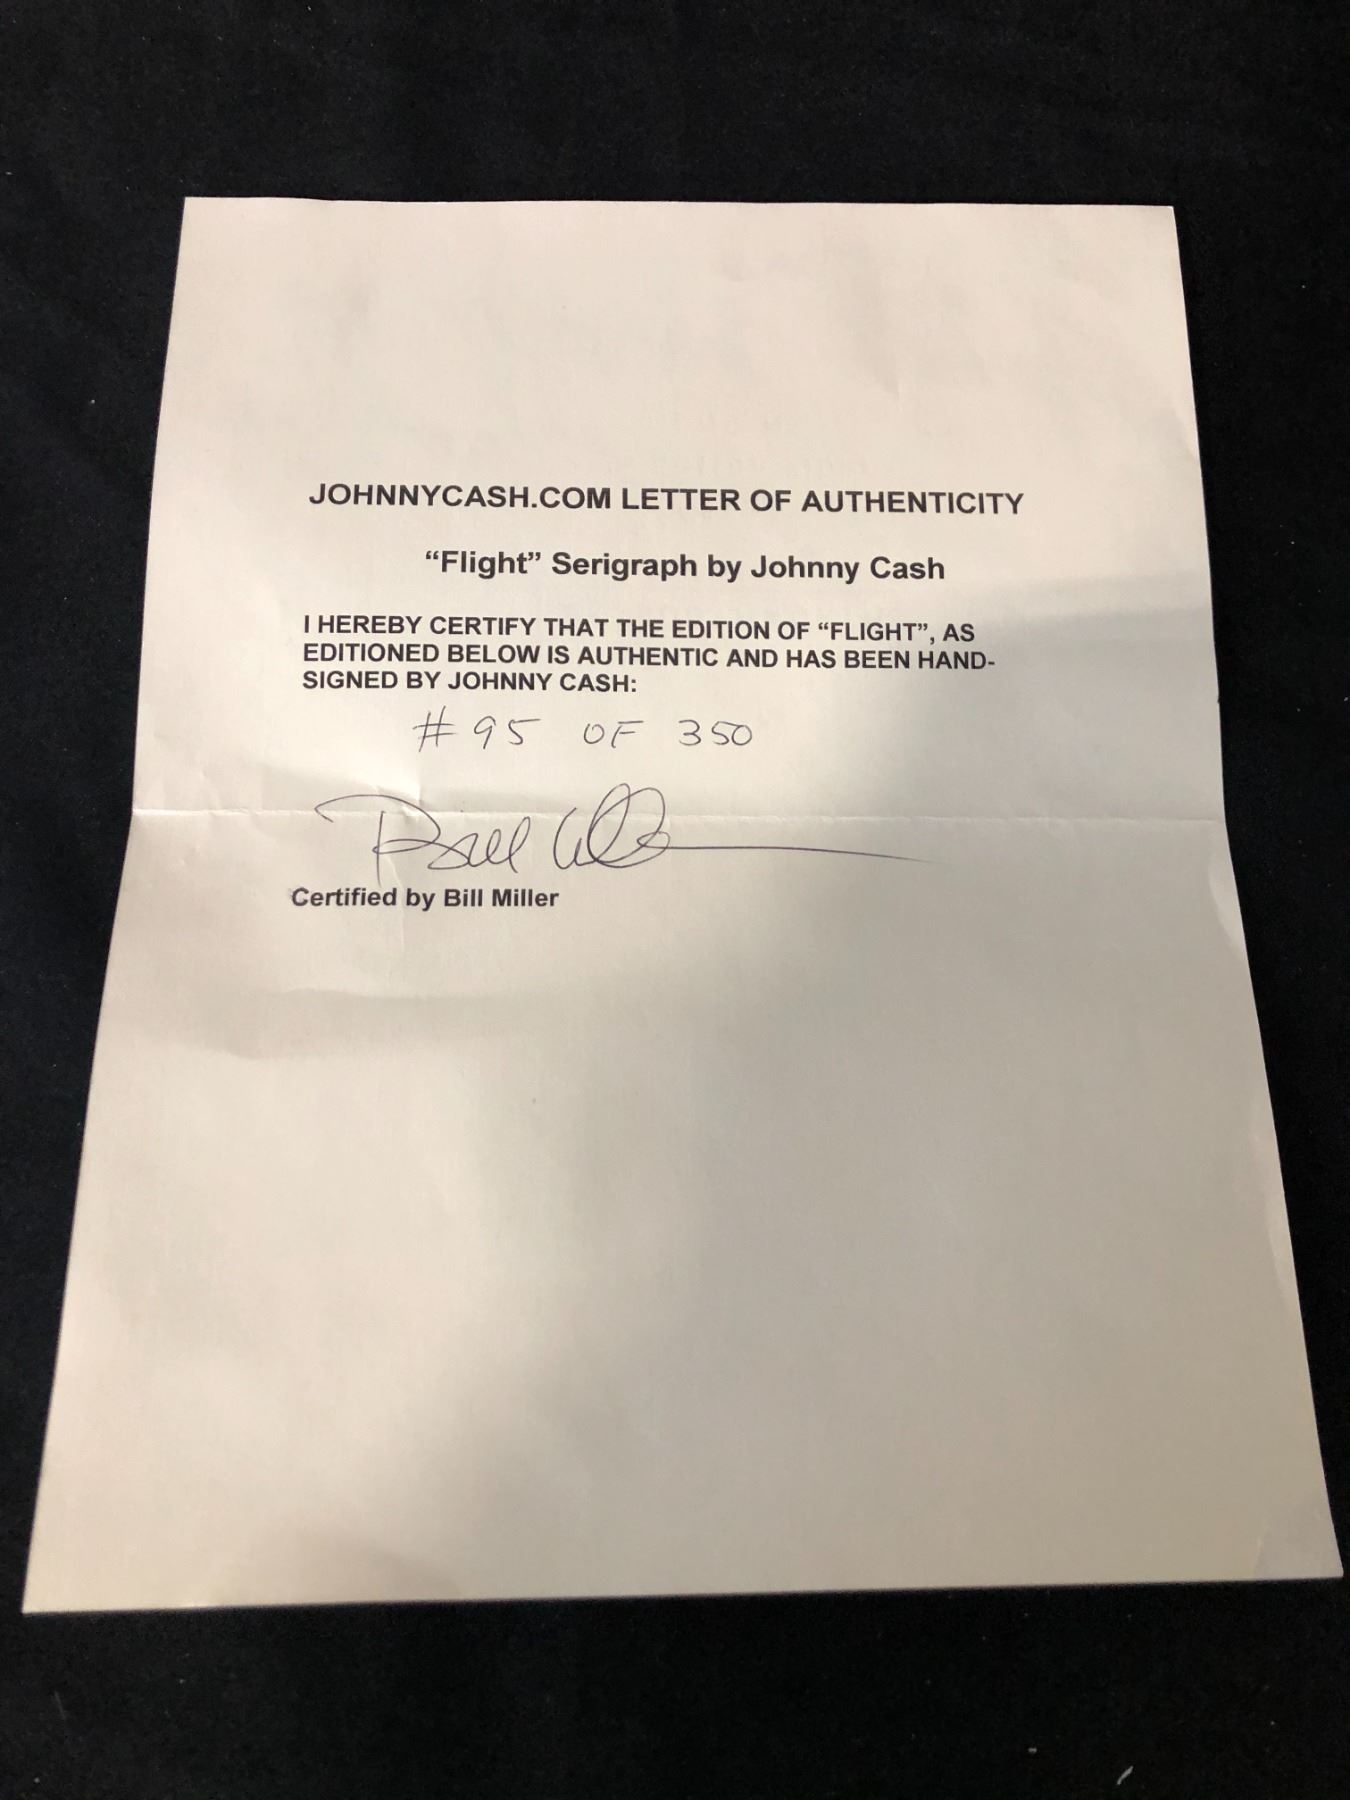 JOHNNYCASH.COM LETTER OF AUTHENTICITY
“Flight” Serigraph by Johnny Cash
I HEREBY CERTIFY THAT THE EDITION OF “FLIGHT”, AS
EDITIONED BELOW IS AUTHENTIC AND HAS BEEN HAND-
SIGNED BY JOHNNY CASH:
# 95 OF 350
Certified by Bill Miller